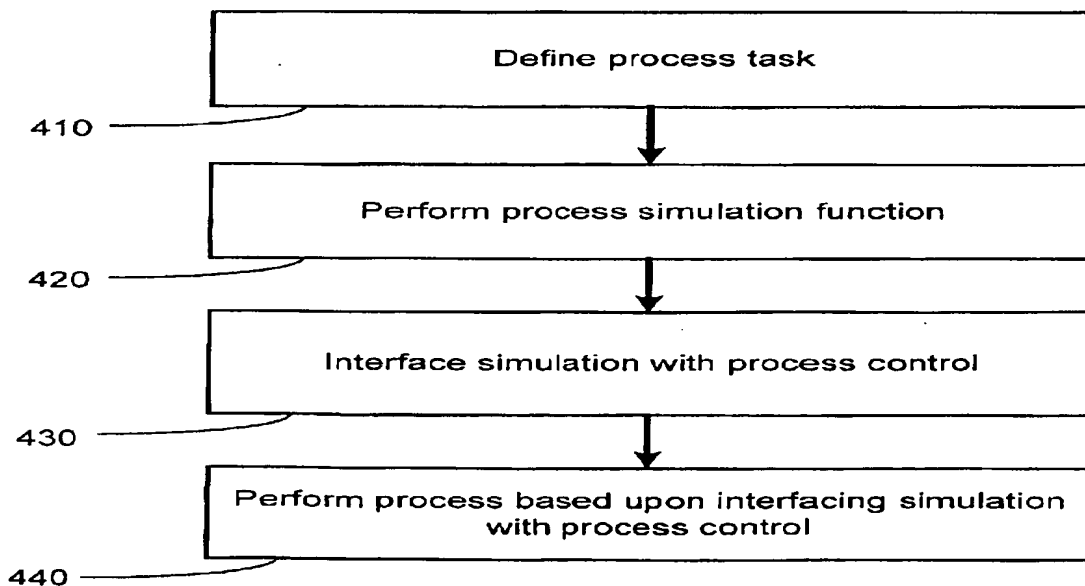 Define process task
410
Perform process simulation function
420
Interface simulation with process control
430
Perform process based upon interfacing simulation
with process control
440